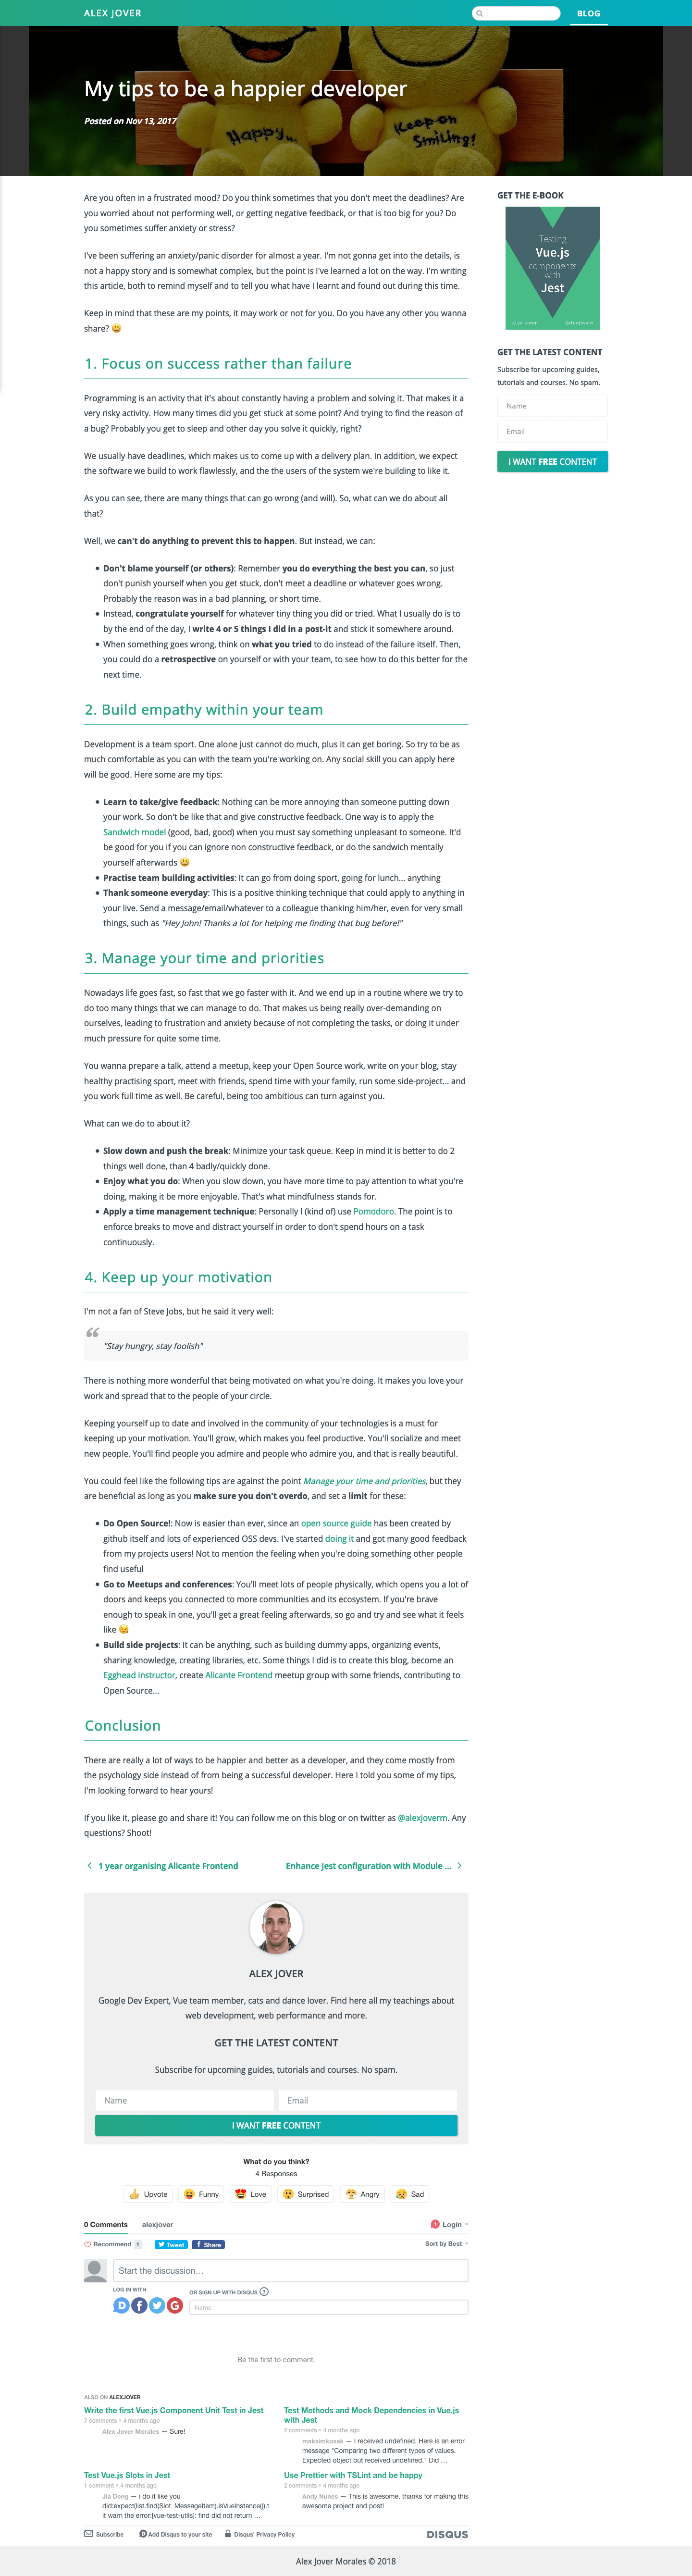 ALEX JOVER
BLOG
My tips to be a happier developer
Happy...
Keep on
Smiling!
Posted on Nov 13, 2017
Are you often in a frustrated mood? Do you think sometimes that you don't meet the deadlines? Are
you worried about not performing well, or getting negative feedback, or that is too big for you? Do
you sometimes suffer anxiety or stress?
I've been suffering an anxiety/panic disorder for almost a year. I'm not gonna get into the details, is
not a happy story and is somewhat complex, but the point is I've learned a lot on the way. I'm writing
this article, both to remind myself and to tell you what have I learnt and found out during this time.
Keep in mind that these are my points, it may work or not for you. Do you have any other you wanna
share? 😃
1. Focus on success rather than failure
Programming is an activity that it's about constantly having a problem and solving it. That makes it a
very risky activity. How many times did you get stuck at some point? And trying to find the reason of
a bug? Probably you get to sleep and other day you solve it quickly, right?
We usually have deadlines, which makes us to come up with a delivery plan. In addition, we expect
the software we build to work flawlessly, and the the users of the system we're building to like it.
As you can see, there are many things that can go wrong (and will). So, what can we do about all
that?
Well, we can't do anything to prevent this to happen. But instead, we can:
• Don't blame yourself (or others): Remember you do everything the best you can, so just
don't punish yourself when you get stuck, don't meet a deadline or whatever goes wrong.
Probably the reason was in a bad planning, or short time.
• Instead, congratulate yourself for whatever tiny thing you did or tried. What I usually do is to
by the end of the day, I write 4 or 5 things I did in a post-it and stick it somewhere around.
• When something goes wrong, think on what you tried to do instead of the failure itself. Then,
you could do a retrospective on yourself or with your team, to see how to do this better for the
next time.
2. Build empathy within your team
Development is a team sport. One alone just cannot do much, plus it can get boring. So try to be as
much comfortable as you can with the team you're working on. Any social skill you can apply here
will be good. Here some are my tips:
• Learn to take/give feedback: Nothing can be more annoying than someone putting down
your work. So don't be like that and give constructive feedback. One way is to apply the
Sandwich model (good, bad, good) when you must say something unpleasant to someone. It'd
be good for you if you can ignore non constructive feedback, or do the sandwich mentally
yourself afterwards 😃
• Practise team building activities: It can go from doing sport, going for lunch... anything
• Thank someone everyday: This is a positive thinking technique that could apply to anything in
your live. Send a message/email/whatever to a colleague thanking him/her, even for very small
things, such as "Hey John! Thanks a lot for helping me finding that bug before!"
3. Manage your time and priorities
Nowadays life goes fast, so fast that we go faster with it. And we end up in a routine where we try to
do too many things that we can manage to do. That makes us being really over-demanding on
ourselves, leading to frustration and anxiety because of not completing the tasks, or doing it under
much pressure for quite some time.
You wanna prepare a talk, attend a meetup, keep your Open Source work, write on your blog, stay
healthy practising sport, meet with friends, spend time with your family, run some side-project... and
you work full time as well. Be careful, being too ambitious can turn against you.
What can we do to about it?
• Slow down and push the break: Minimize your task queue. Keep in mind it is better to do 2
things well done, than 4 badly/quickly done.
• Enjoy what you do: When you slow down, you have more time to pay attention to what you're
doing, making it be more enjoyable. That's what mindfulness stands for.
• Apply a time management technique: Personally I (kind of) use Pomodoro. The point is to
enforce breaks to move and distract yourself in order to don't spend hours on a task
continuously.
4. Keep up your motivation
I'm not a fan of Steve Jobs, but he said it very well:
"Stay hungry, stay foolish"
There is nothing more wonderful that being motivated on what you're doing. It makes you love your
work and spread that to the people of your circle.
Keeping yourself up to date and involved in the community of your technologies is a must for
keeping up your motivation. You'll grow, which makes you feel productive. You'll socialize and meet
new people. You'll find people you admire and people who admire you, and that is really beautiful.
You could feel like the following tips are against the point Manage your time and priorities, but they
are beneficial as long as you make sure you don't overdo, and set a limit for these:
• Do Open Source!: Now is easier than ever, since an open source guide has been created by
github itself and lots of experienced OSS devs. I've started doing it and got many good feedback
from my projects users! Not to mention the feeling when you're doing something other people
find useful
• Go to Meetups and conferences: You'll meet lots of people physically, which opens you a lot of
doors and keeps you connected to more communities and its ecosystem. If you're brave
enough to speak in one, you'll get a great feeling afterwards, so go and try and see what it feels
like 😉
• Build side projects: It can be anything, such as building dummy apps, organizing events,
sharing knowledge, creating libraries, etc. Some things I did is to create this blog, become an
Egghead instructor, create Alicante Frontend meetup group with some friends, contributing to
Open Source...
Conclusion
There are really a lot of ways to be happier and better as a developer, and they come mostly from
the psychology side instead of from being a successful developer. Here I told you some of my tips,
I'm looking forward to hear yours!
If you like it, please go and share it! You can follow me on this blog or on twitter as @alexjoverm. Any
questions? Shoot!
1 year organising Alicante Frontend
Enhance Jest configuration with Module ...
ALEX JOVER
Google Dev Expert, Vue team member, cats and dance lover. Find here all my teachings about
web development, web performance and more.
GET THE LATEST CONTENT
Subscribe for upcoming guides, tutorials and courses. No spam.
Name
Email
I WANT FREE CONTENT
GET THE E-BOOK
Testing
Vue.js
components
with
Jest
Alex Jover
@alexjoverm
GET THE LATEST CONTENT
Subscribe for upcoming guides,
tutorials and courses. No spam.
Name
Email
I WANT FREE CONTENT
What do you think?
4 Responses
Upvote
Funny
Love
Surprised
Angry
Sad
0 Comments
alexjover
1
Login
Recommend 1
Tweet
Share
Sort by Best
Start the discussion…
LOG IN WITH
OR SIGN UP WITH DISQUS ?
Name
Be the first to comment.
ALSO ON ALEXJOVER
Write the first Vue.js Component Unit Test in Jest
7 comments • 4 months ago
Alex Jover Morales — Sure!
Test Methods and Mock Dependencies in Vue.js
with Jest
2 comments • 4 months ago
maksimkosak — I received undefined. Here is an error
message "Comparing two different types of values.
Expected object but received undefined." Did …
Test Vue.js Slots in Jest
1 comment • 4 months ago
Jia Deng — i do it like you
did:expect(list.find(Slot_MessageItem).isVueInstance()).t
it warn the error:[vue-test-utils]: find did not return …
Use Prettier with TSLint and be happy
2 comments • 4 months ago
Andy Nunes — This is awesome, thanks for making this
awesome project and post!
Subscribe
Add Disqus to your site
Disqus' Privacy Policy
DISQUS
Alex Jover Morales © 2018